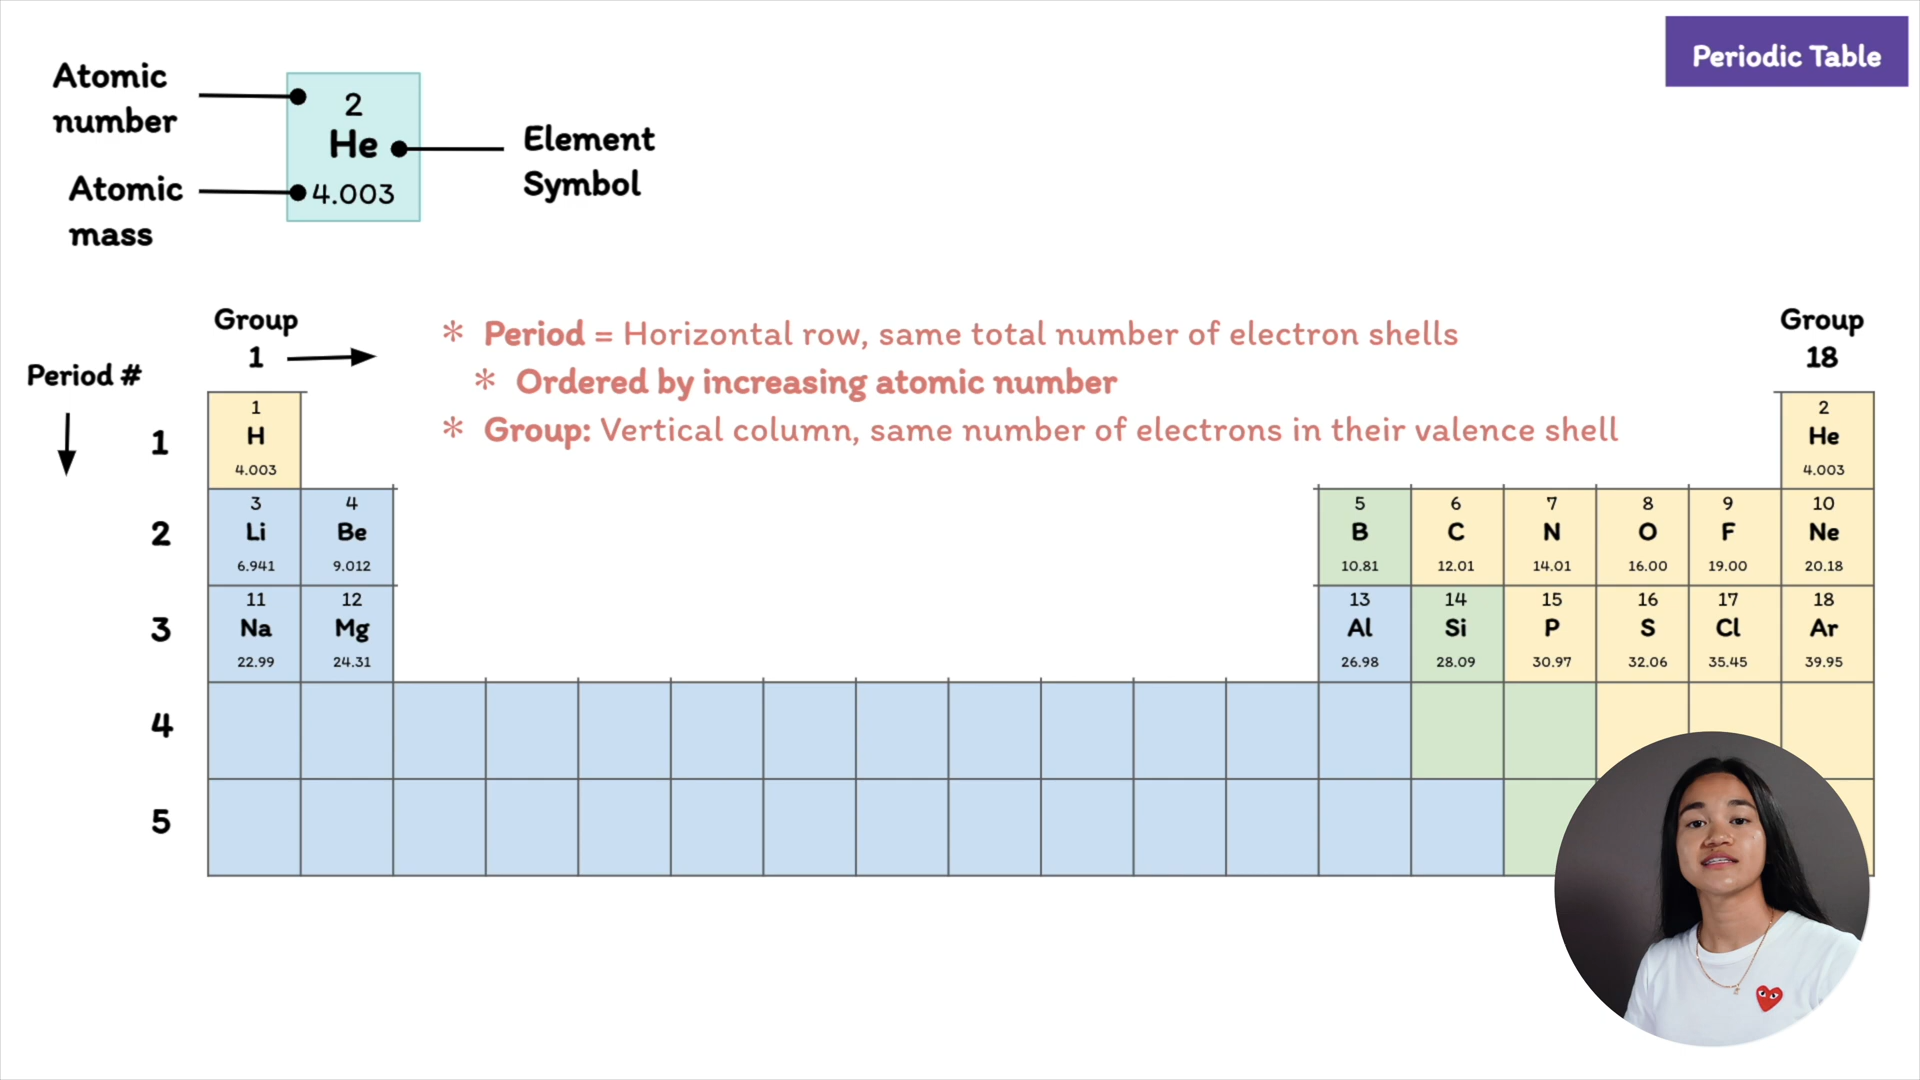 Periodic Table
Atomic
number
2
He
4.003
Element
Symbol
Atomic
mass
Group
1
Group
18
Period #
* Period = Horizontal row, same total number of electron shells
* Ordered by increasing atomic number
* Group: Vertical column, same number of electrons in their valence shell
1
1
H
4.003
2
He
4.003
2
3 4 5 6 7 8 9 10
Li Be B C N O F Ne
6.941 9.012 10.81 12.01 14.01 16.00 19.00 20.18
3
11 12 13 14 15 16 17 18
Na Mg Al Si P S Cl Ar
22.99 24.31 26.98 28.09 30.97 32.06 35.45 39.95
4
5